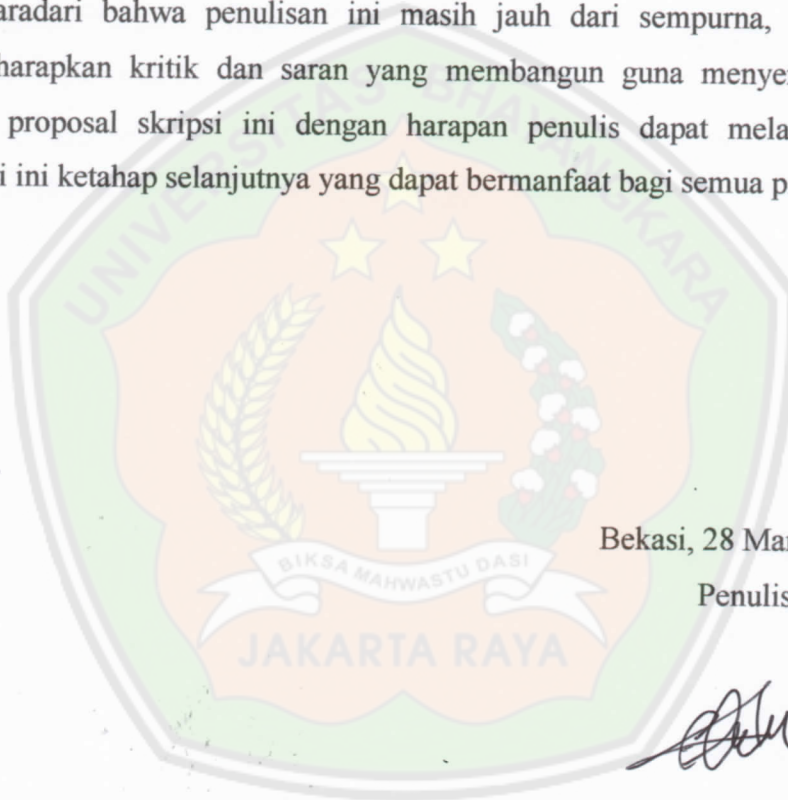 aradari bahwa penulisan ini masih jauh dari sempurna,
harapkan kritik dan saran yang membangun guna menye
proposal skripsi ini dengan harapan penulis dapat mela
i ini ketahap selanjutnya yang dapat bermanfaat bagi semua p
UNIVERSITAS BHAYANGKARA
BIKSA MAHWASTU DASI
JAKARTA RAYA
Bekasi, 28 Mar
Penulis